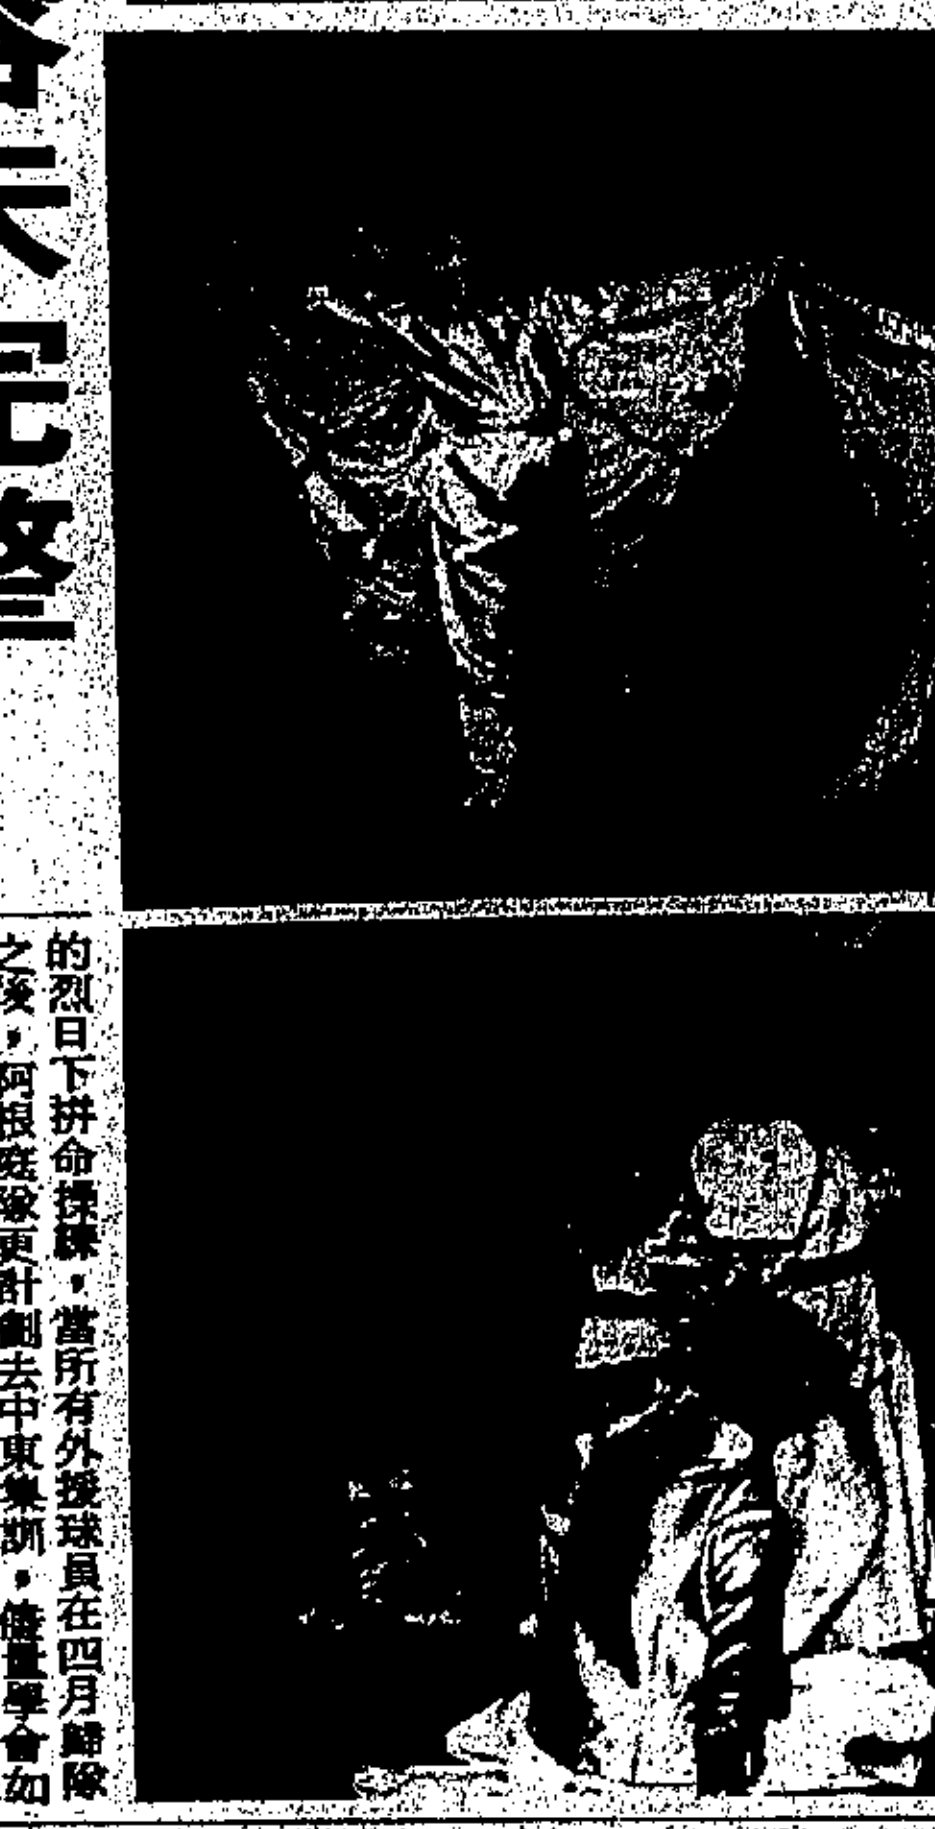 的烈日下拼命操練，當所有外援球員在四月歸隊
之後，阿根庭隊更計劃去中東集訓，儘量學會如